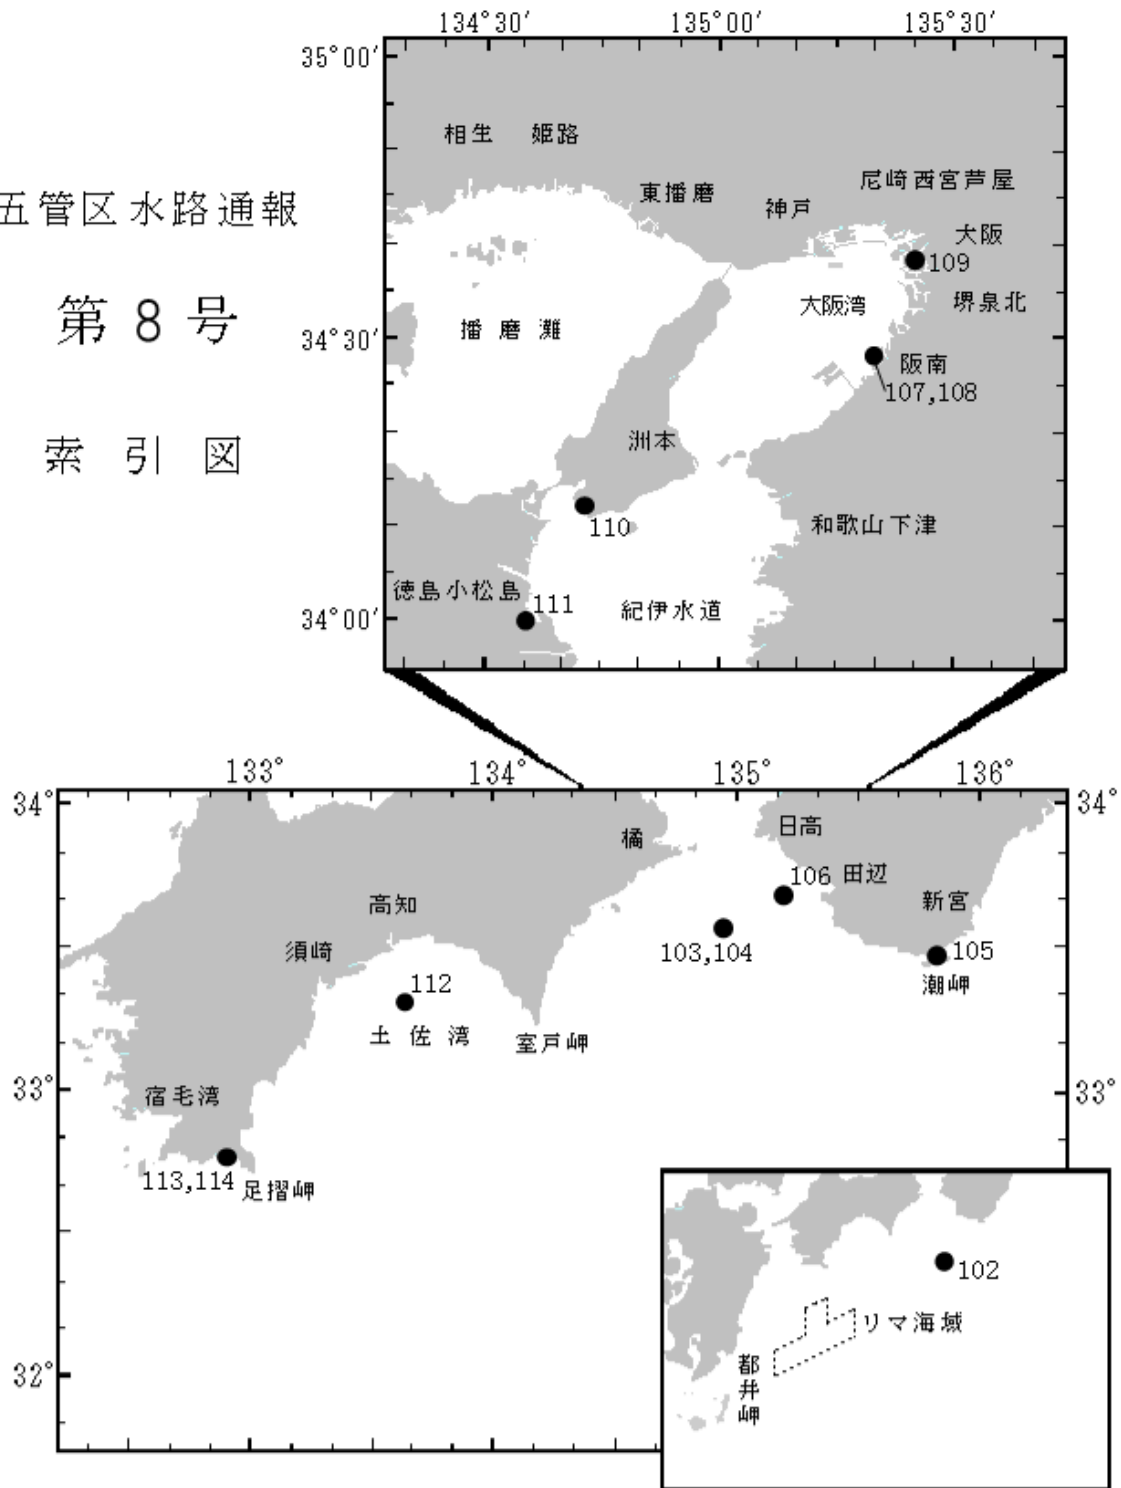 134°30′ 135°00′ 135°30′
35°00′
相生 姫路
東播磨
神戸
尼崎西宮芦屋
大阪
109
堺泉北
大阪湾
播磨灘
34°30′
阪南
107,108
洲本
110
和歌山下津
徳島小松島
111
紀伊水道
34°00′
五管区水路通報
第 8 号
索 引 図
133° 134° 135° 136°
34° 34°
橘
日高
106 田辺
新宮
高知
103,104
105
潮岬
須崎
112
土佐湾
室戸岬
33° 33°
宿毛湾
113,114
足摺岬
102
リマ海域
都井岬
32°